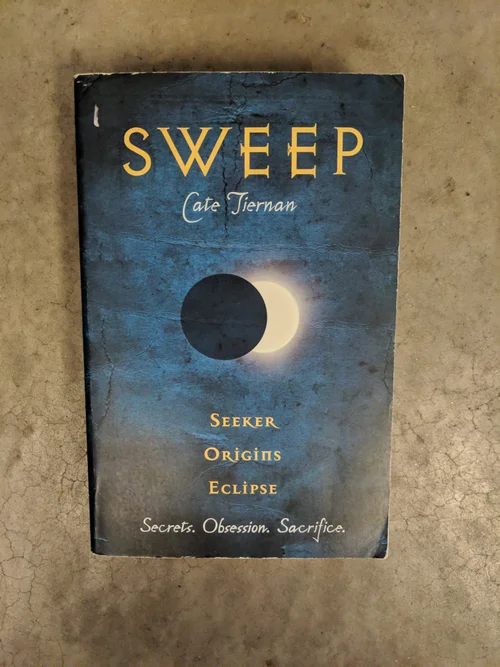 SWEEP
Cate Tiernan
SEEKER
ORIGINS
ECLIPSE
Secrets. Obsession. Sacrifice.